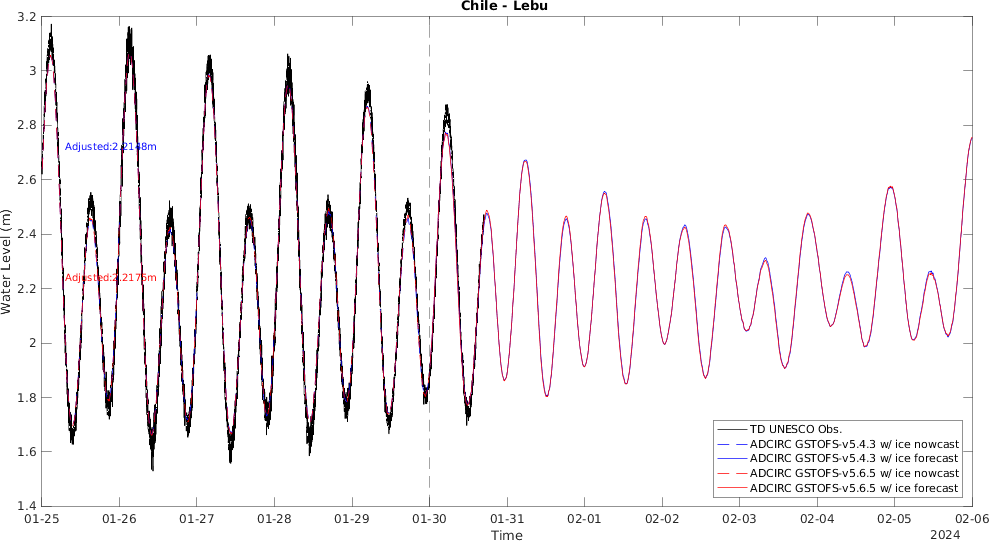 Chile - Lebu
3.2
3
2.8
2.6
2.4
2.2
2
1.8
1.6
1.4
Water Level (m)
Adjusted:2.2148m
Adjusted:2.2175m
TD UNESCO Obs.
ADCIRC GSTOFS-v5.4.3 w/ ice nowcast
ADCIRC GSTOFS-v5.4.3 w/ ice forecast
ADCIRC GSTOFS-v5.6.5 w/ ice nowcast
ADCIRC GSTOFS-v5.6.5 w/ ice forecast
01-25 01-26 01-27 01-28 01-29 01-30 01-31 02-01 02-02 02-03 02-04 02-05 02-06
Time
2024